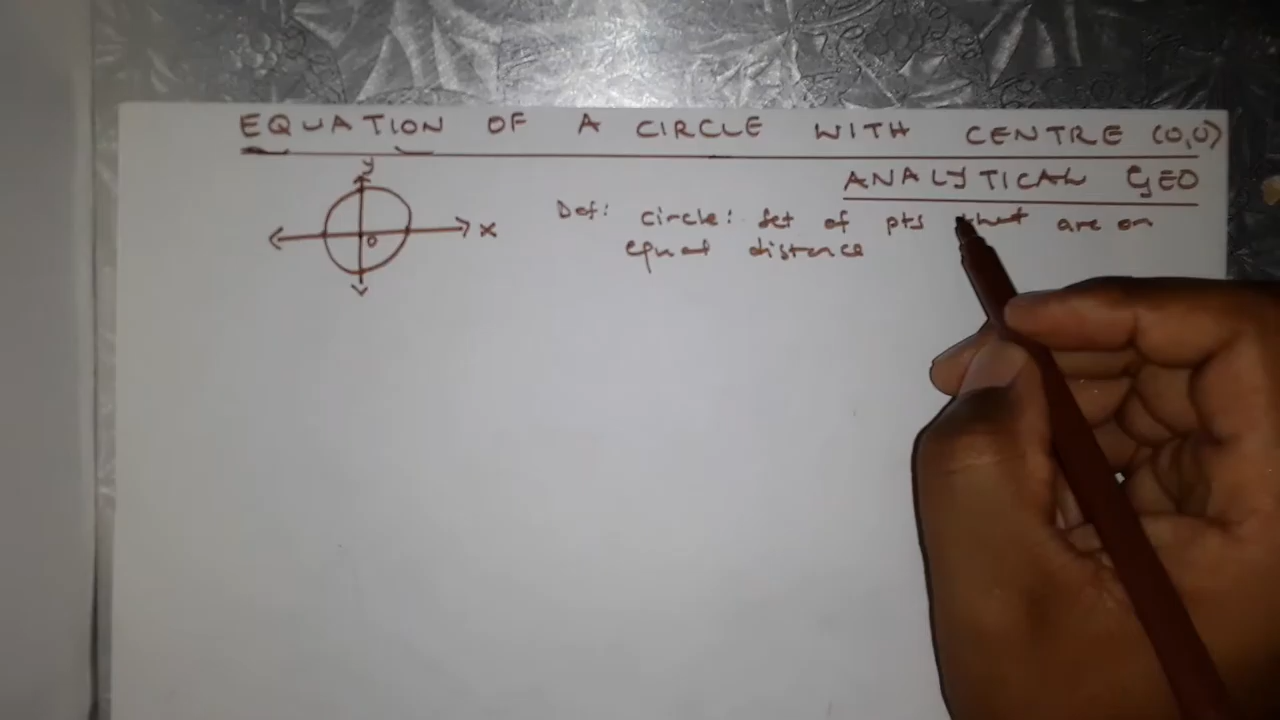 EQUATION OF A CIRCLE WITH CENTRE (0,0)
ANALYTICAL GEO
y
x
0
Def: circle: set of pts that are on
equal distance